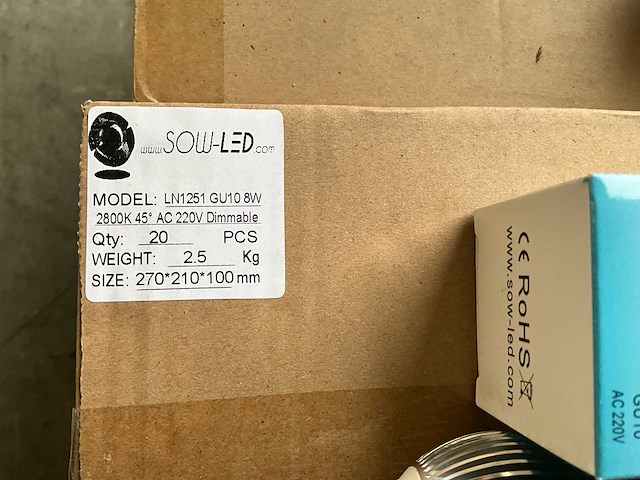 www.SOW-LED.com
MODEL: LN1251 GU10 8W
2800K 45° AC 220V Dimmable
Qty: 20 PCS
WEIGHT: 2.5 Kg
SIZE: 270*210*100 mm
CE RoHS
www.sow-led.com
GU10
AC 220V